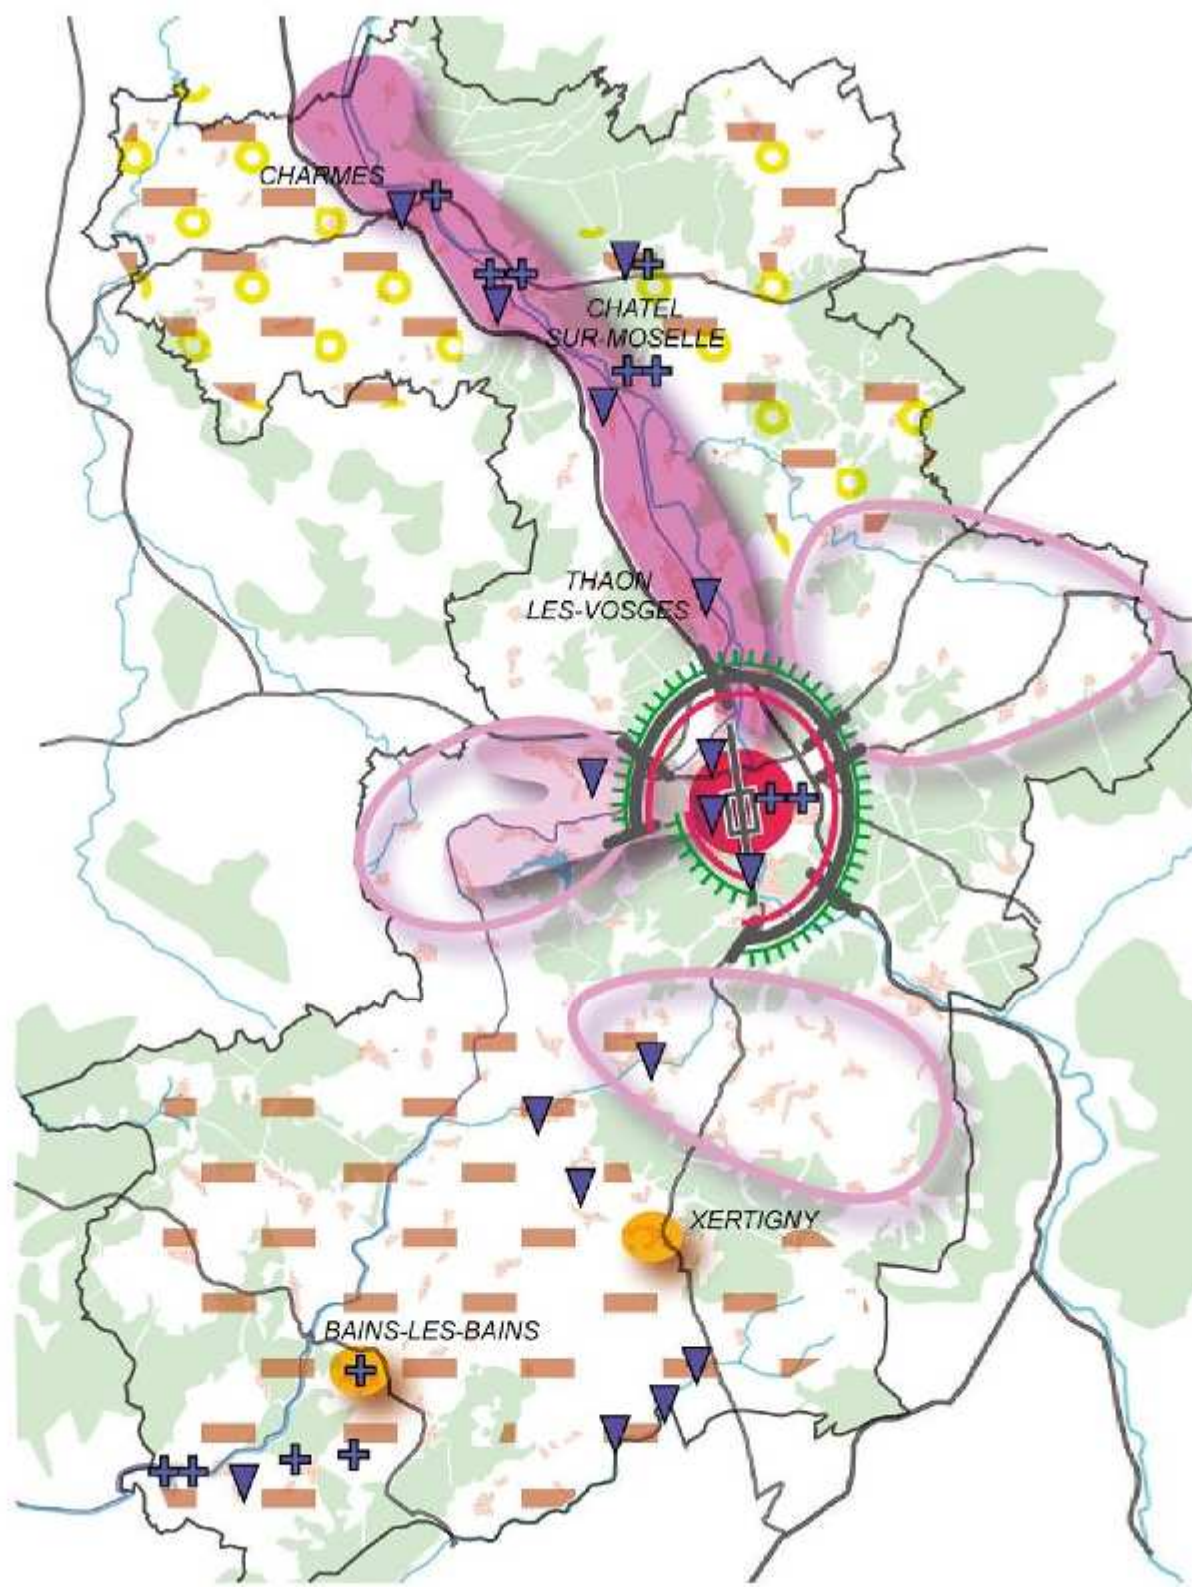 CHARMES
CHATEL
SUR-MOSELLE
THAON
LES-VOSGES
XERTIGNY
BAINS-LES-BAINS